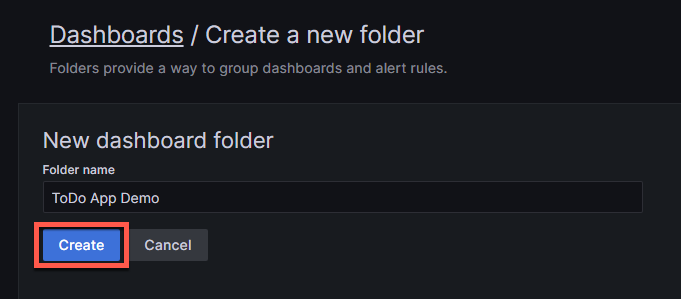 Dashboards / Create a new folder
Folders provide a way to group dashboards and alert rules.
New dashboard folder
Folder name
ToDo App Demo
Create Cancel